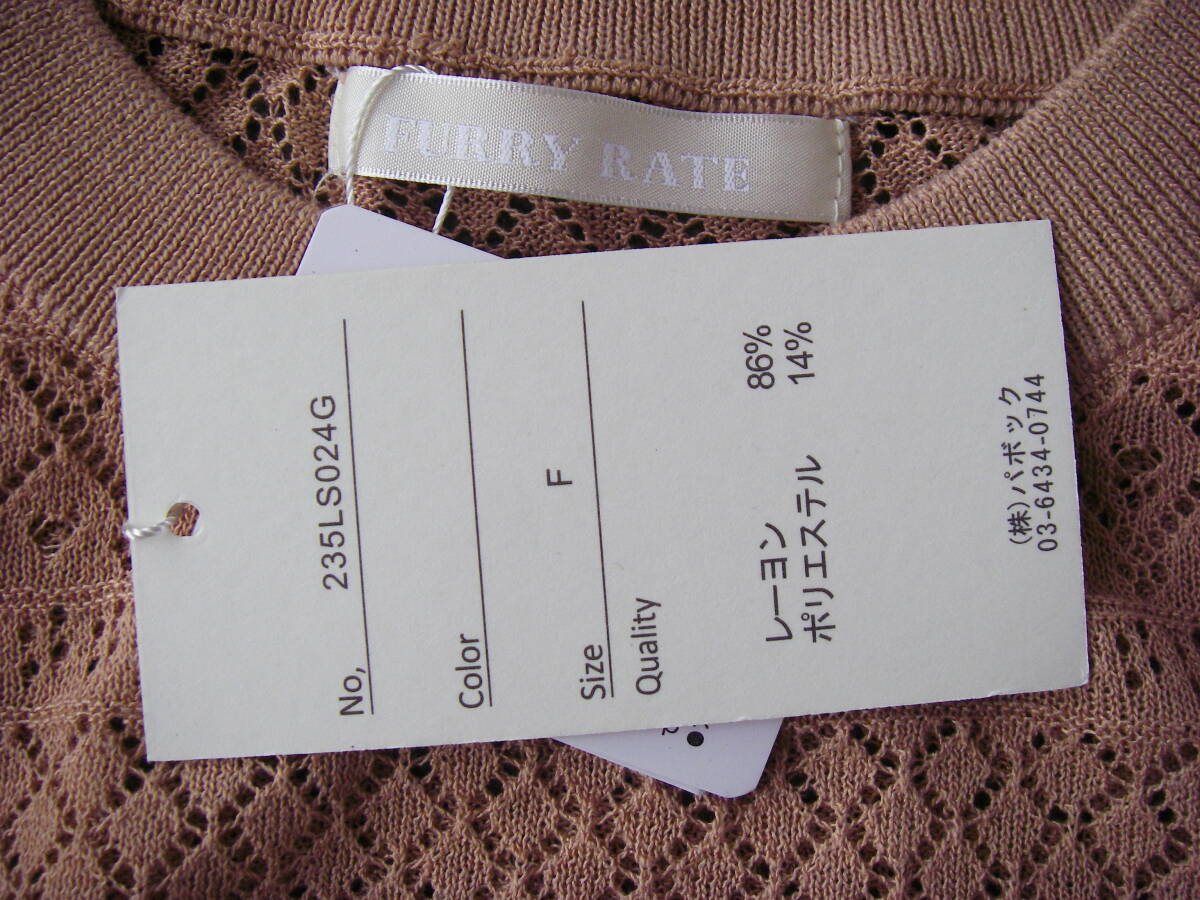 FURRY RATE
No, 235LS024G
Color
Size F
Quality
レーヨン 86%
ポリエステル 14%
(株)パボック
03-6434-0744